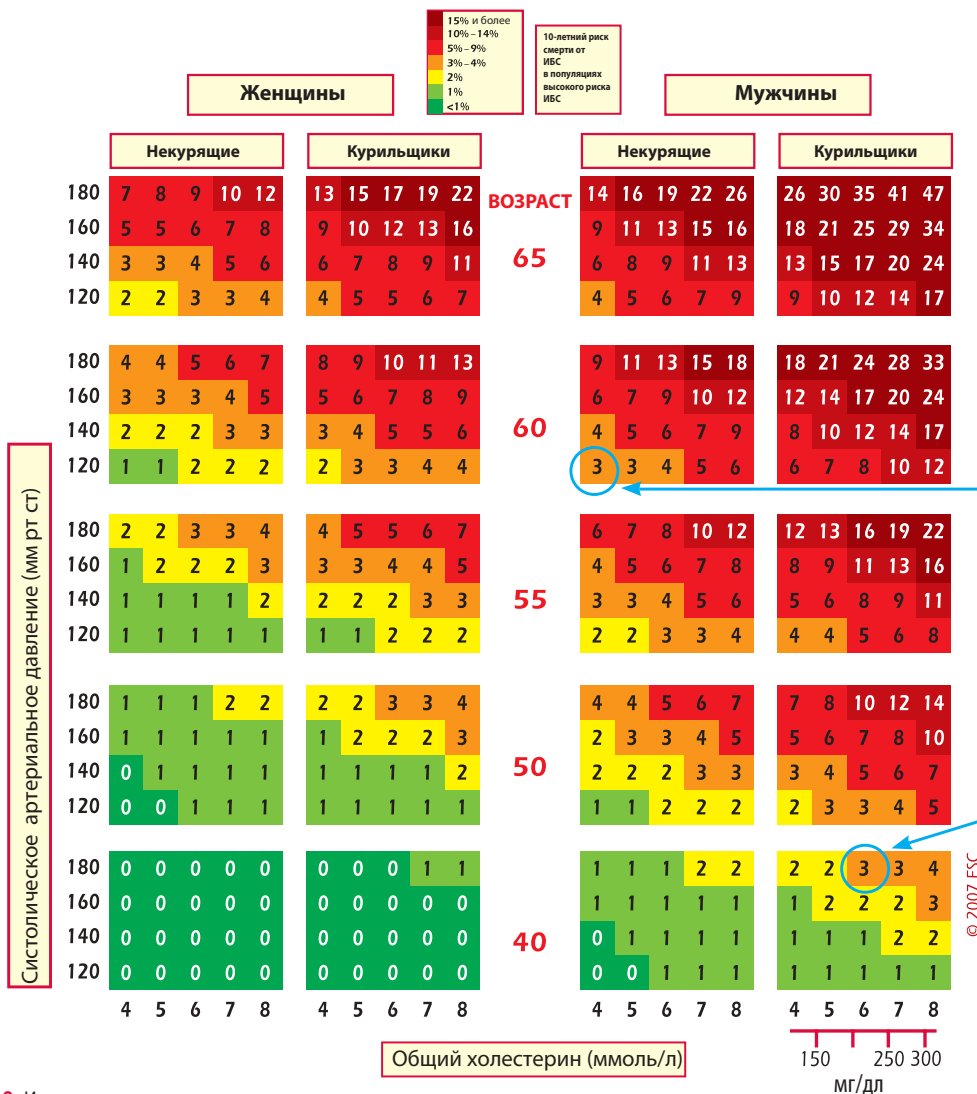 15% и более
10%–14%
5%–9%
3%–4%
2%
1%
<1%
10-летний риск
смерти от
ИБС
в популяциях
высокого риска
ИБС
Женщины
Мужчины
Некурящие
Курильщики
Некурящие
Курильщики
ВОЗРАСТ
180 7 8 9 10 12 13 15 17 19 22 14 16 19 22 26 26 30 35 41 47
160 5 5 6 7 8 9 10 12 13 16 9 11 13 15 16 18 21 25 29 34
140 3 3 4 5 6 6 7 8 9 11 65 6 8 9 11 13 13 15 17 20 24
120 2 2 3 3 4 4 5 5 6 7 4 5 6 7 9 9 10 12 14 17
180 4 4 5 6 7 8 9 10 11 13 9 11 13 15 18 18 21 24 28 33
160 3 3 3 4 5 5 6 7 8 9 6 7 9 10 12 12 14 17 20 24
140 2 2 2 3 3 3 4 5 5 6 60 4 5 6 7 9 8 10 12 14 17
120 1 1 2 2 2 2 3 3 4 4 3 3 4 5 6 6 7 8 10 12
180 2 2 3 3 4 4 5 5 6 7 6 7 8 10 12 12 13 16 19 22
160 1 2 2 2 3 3 3 4 4 5 4 5 6 7 8 8 9 11 13 16
140 1 1 1 1 2 2 2 2 3 3 55 3 3 4 5 6 5 6 8 9 11
120 1 1 1 1 1 1 1 2 2 2 2 2 3 3 4 4 4 5 6 8
180 1 1 1 2 2 2 2 3 3 4 4 4 5 6 7 7 8 10 12 14
160 1 1 1 1 1 1 2 2 2 3 2 3 3 4 5 5 6 7 8 10
140 0 1 1 1 1 1 1 1 1 2 50 2 2 2 3 3 3 4 5 6 7
120 0 0 1 1 1 1 1 1 1 1 1 1 2 2 2 2 3 3 4 5
180 0 0 0 0 0 0 0 0 1 1 1 1 1 2 2 2 2 3 3 4
160 0 0 0 0 0 0 0 0 0 0 1 1 1 1 1 1 2 2 2 3
140 0 0 0 0 0 0 0 0 0 0 40 0 1 1 1 1 1 1 1 2 2
120 0 0 0 0 0 0 0 0 0 0 0 0 1 1 1 1 1 1 1 1
4 5 6 7 8 4 5 6 7 8 4 5 6 7 8 4 5 6 7 8
Систолическое артериальное давление (мм рт ст)
© 2007 ESC
Общий холестерин (ммоль/л)
150 250 300
мг/дл